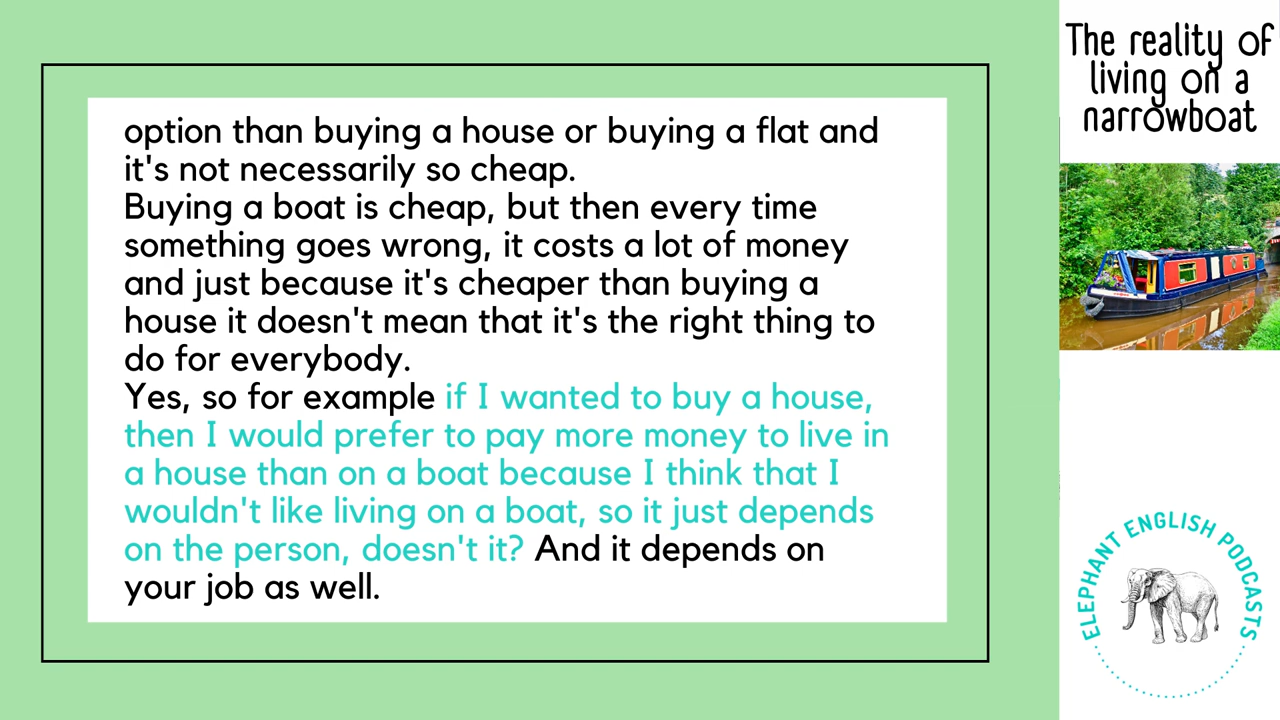 The reality of
living on a
narrowboat
option than buying a house or buying a flat and
it's not necessarily so cheap.
Buying a boat is cheap, but then every time
something goes wrong, it costs a lot of money
and just because it's cheaper than buying a
house it doesn't mean that it's the right thing to
do for everybody.
Yes, so for example if I wanted to buy a house,
then I would prefer to pay more money to live in
a house than on a boat because I think that I
wouldn't like living on a boat, so it just depends
on the person, doesn't it? And it depends on
your job as well.
ELEPHANT ENGLISH PODCASTS